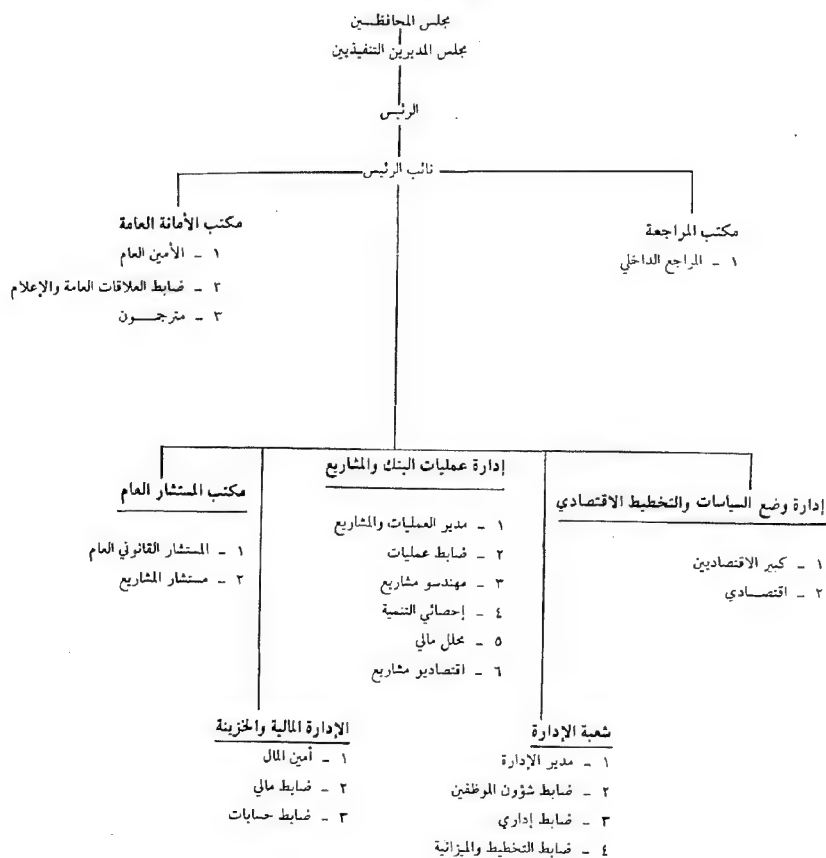 مجلس المحافظـــين
مجلس المديرين التنفيذيين
الرئيس
نائب الرئيس
مكتب المراجعة
١ - المراجع الداخلي
مكتب الأمانة العامة
١ - الأمين العام
٢ - ضابط العلاقات العامة والإعلام
٣ - مترجمـــــون
إدارة وضع السياسات والتخطيط الاقتصادي
١ - كبير الاقتصاديين
٢ - اقتصـــادي
إدارة عمليات البنك والمشاريع
١ - مدير العمليات والمشاريع
٢ - ضابط عمليات
٣ - مهندسو مشاريع
٤ - إحصائي التنمية
٥ - محلل مالي
٦ - اقتصاديو مشاريع
مكتب المستشار العام
١ - المستشار القانوني العام
٢ - مستشار المشاريع
شعبة الإدارة
١ - مدير الإدارة
٢ - ضابط شؤون الموظفين
٣ - ضابط إداري
٤ - ضابط التخطيط والميزانية
الإدارة المالية والخزينة
١ - أمين المال
٢ - ضابط مالي
٣ - ضابط حسابات